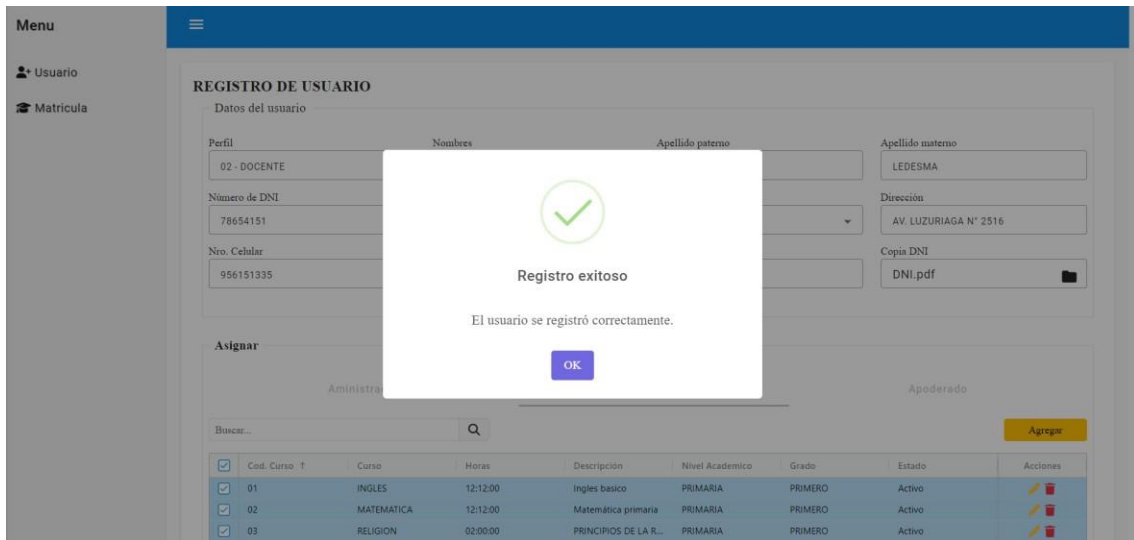 Menu
Usuario
Matricula
REGISTRO DE USUARIO
Datos del usuario
Perfil Nombres Apellido paterno Apellido materno
02 - DOCENTE LEDESMA
Número de DNI Dirección
78654151 AV. LUZURIAGA N° 2516
Nro. Celular Copia DNI
956151335 DNI.pdf
Registro exitoso
El usuario se registró correctamente.
OK
Asignar
Aministra Apoderado
Buscar... Agregar
Cod. Curso ↑ Curso Horas Descripción Nivel Academico Grado Estado Acciones
01 INGLES 12:12:00 Ingles basico PRIMARIA PRIMERO Activo
02 MATEMATICA 12:12:00 Matemática primaria PRIMARIA PRIMERO Activo
03 RELIGION 02:00:00 PRINCIPIOS DE LA R... PRIMARIA PRIMERO Activo